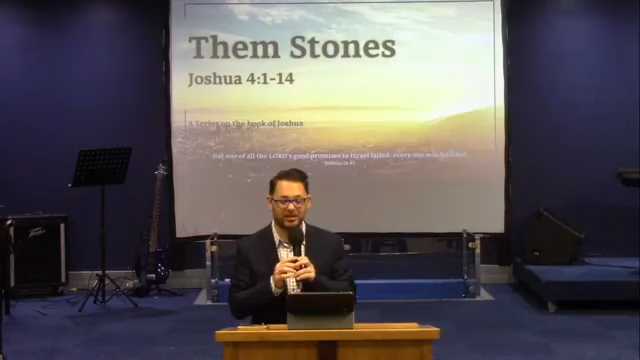 Them Stones
Joshua 4:1-14
A Series on the book of Joshua
Not one of all the LORD's good promises to Israel failed; every one was fulfilled.
PEAVEY